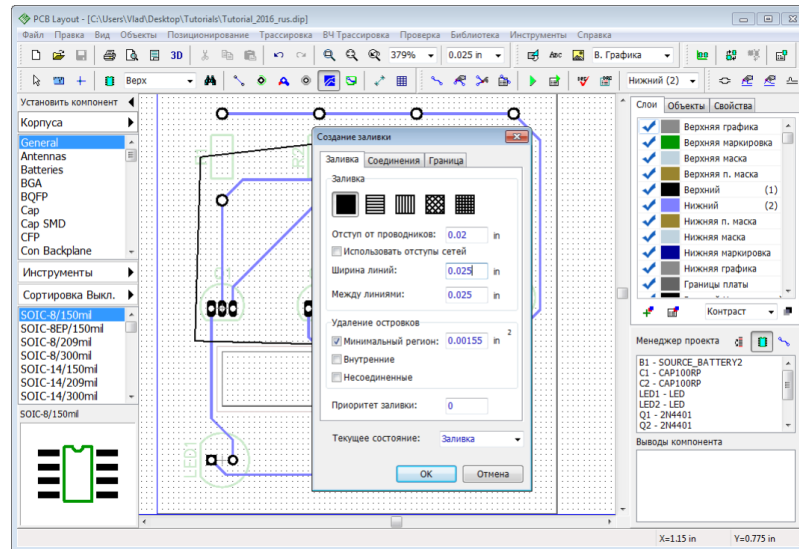 PCB Layout - [C:\Users\Vlad\Desktop\Tutorials\Tutorial_2016_rus.dip]
Файл Правка Вид Объекты Позиционирование Трассировка ВЧ Трассировка Проверка Библиотека Инструменты Справка
3D 379% 0.025 in Abc В. Графика
Верх Нижний (2)
Установить компонент
Корпуса
General
Antennas
Batteries
BGA
BQFP
Cap
Cap SMD
CFP
Con Backplane
Инструменты
Сортировка Выкл.
SOIC-8/150mil
SOIC-8EP/150mil
SOIC-8/209mil
SOIC-8/300mil
SOIC-14/150mil
SOIC-14/209mil
SOIC-14/300mil
SOIC-8/150mil
LED1
Создание заливки
Заливка Соединения Граница
Заливка
Отступ от проводников: 0.02 in
Использовать отступы сетей
Ширина линий: 0.025 in
Между линиями: 0.025 in
Удаление островков
Минимальный регион: 0.00155 in 2
Внутренние
Несоединенные
Приоритет заливки: 0
Текущее состояние: Заливка
OK Отмена
Слои Объекты Свойства
Верхняя графика
Верхняя маркировка
Верхняя маска
Верхняя п. маска
Верхний (1)
Нижний (2)
Нижняя п. маска
Нижняя маска
Нижняя маркировка
Нижняя графика
Границы платы
Контраст
Менеджер проекта
B1 - SOURCE_BATTERY2
C1 - CAP100RP
C2 - CAP100RP
LED1 - LED
LED2 - LED
Q1 - 2N4401
Q2 - 2N4401
Выводы компонента
X=1.15 in Y=0.775 in